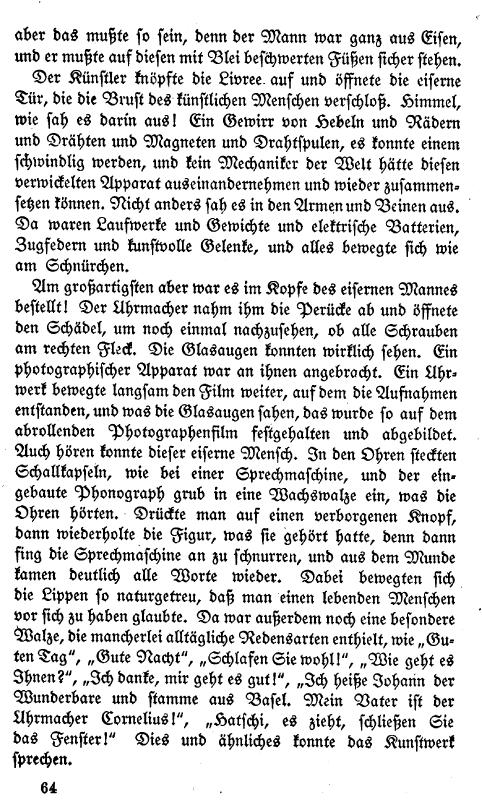 aber das mußte so sein, denn der Mann war ganz aus Eisen,
und er mußte auf diesen mit Blei beschwerten Füßen sicher stehen.
Der Künstler knöpfte die Livree auf und öffnete die eiserne
Tür, die die Brust des künstlichen Menschen verschloß. Himmel,
wie sah es darin aus! Ein Gewirr von Hebeln und Rädern
und Drähten und Magneten und Drahtspulen, es konnte einem
schwindlig werden, und kein Mechaniker der Welt hätte diesen
verwickelten Apparat auseinandernehmen und wieder zusammen-
setzen können. Nicht anders sah es in den Armen und Beinen aus.
Da waren Laufwerke und Gewichte und elektrische Batterien,
Zugfedern und kunstvolle Gelenke, und alles bewegte sich wie
am Schnürchen.
Am großartigsten aber war es im Kopfe des eisernen Mannes
bestellt! Der Uhrmacher nahm ihm die Perücke ab und öffnete
den Schädel, um noch einmal nachzusehen, ob alle Schrauben
am rechten Fleck. Die Glasaugen konnten wirklich sehen. Ein
photographischer Apparat war an ihnen angebracht. Ein Uhr-
werk bewegte langsam den Film weiter, auf dem die Aufnahmen
entstanden, und was die Glasaugen sahen, das wurde so auf dem
abrollenden Photographenfilm festgehalten und abgebildet.
Auch hören konnte dieser eiserne Mensch. In den Ohren steckten
Schallkapseln, wie bei einer Sprechmaschine, und der ein-
gebaute Phonograph grub in eine Wachswalze ein, was die
Ohren hörten. Drückte man auf einen verborgenen Knopf,
dann wiederholte die Figur, was sie gehört hatte, denn dann
fing die Sprechmaschine an zu schnurren, und aus dem Munde
kamen deutlich alle Worte wieder. Dabei bewegten sich
die Lippen so naturgetreu, daß man einen lebenden Menschen
vor sich zu haben glaubte. Da war außerdem noch eine besondere
Walze, die mancherlei alltägliche Redensarten enthielt, wie „Gu-
ten Tag“, „Gute Nacht“, „Schlafen Sie wohl!“, „Wie geht es
Ihnen?“, „Ich danke, mir geht es gut!“, „Ich heiße Johann der
Wunderbare und stamme aus Basel. Mein Vater ist der
Uhrmacher Cornelius!“, „Hatschi, es zieht, schließen Sie
das Fenster!“ Dies und ähnliches konnte das Kunstwerk
sprechen.
64